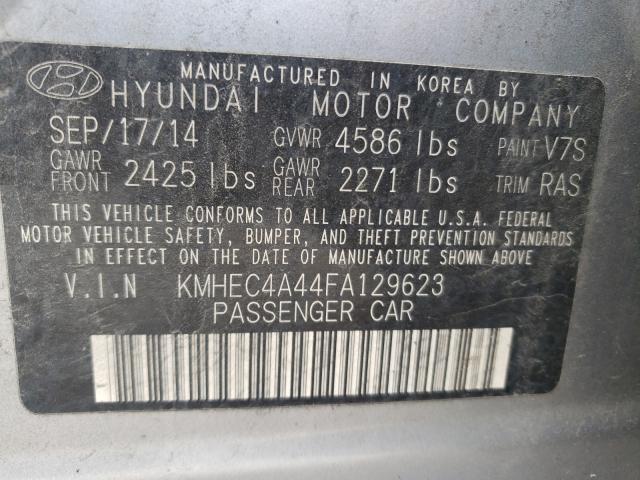 MANUFACTURED IN KOREA BY
HYUNDAI MOTOR COMPANY
SEP/17/14 GVWR 4586 lbs PAINT V7S
GAWR FRONT 2425 lbs GAWR REAR 2271 lbs TRIM RAS
THIS VEHICLE CONFORMS TO ALL APPLICABLE U.S.A. FEDERAL
MOTOR VEHICLE SAFETY, BUMPER, AND THEFT PREVENTION STANDARDS
IN EFFECT ON THE DATE OF MANUFACTURE SHOWN ABOVE.
V.I.N KMHEC4A44FA129623
PASSENGER CAR